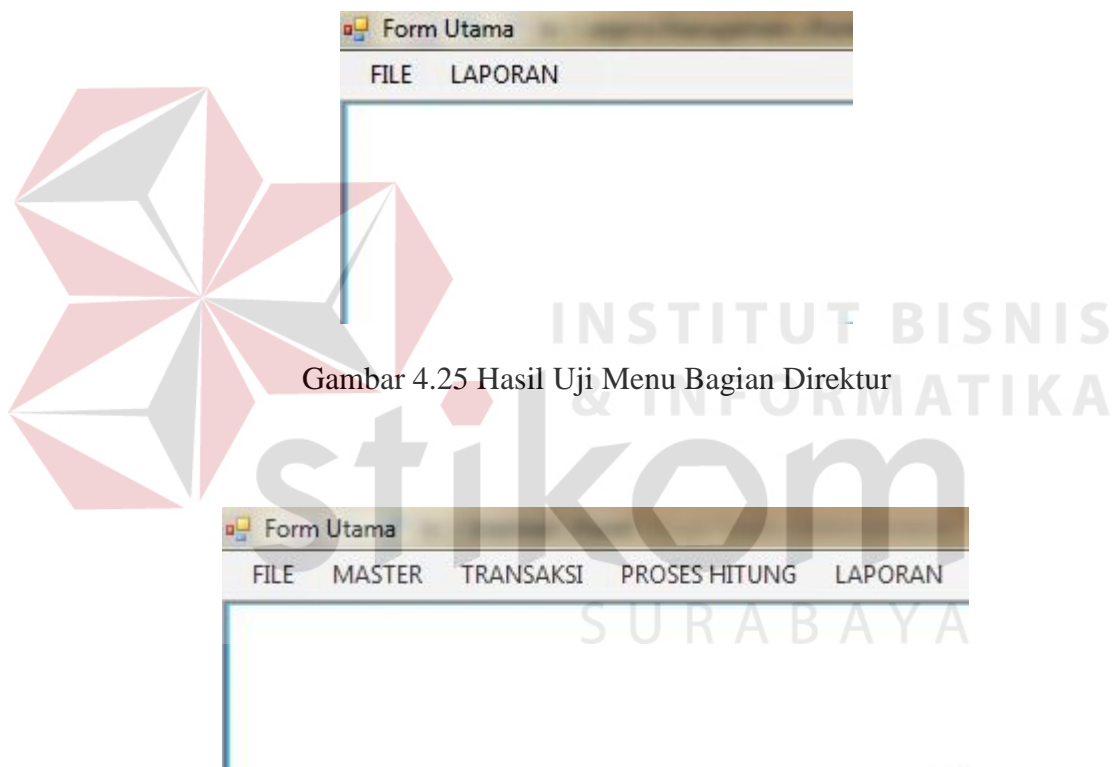 Form Utama
FILE LAPORAN
INSTITUT BISNIS
Gambar 4.25 Hasil Uji Menu Bagian Direktur
& INFORMATIKA
stikom
Form Utama
FILE MASTER TRANSAKSI PROSES HITUNG LAPORAN
SURABAYA